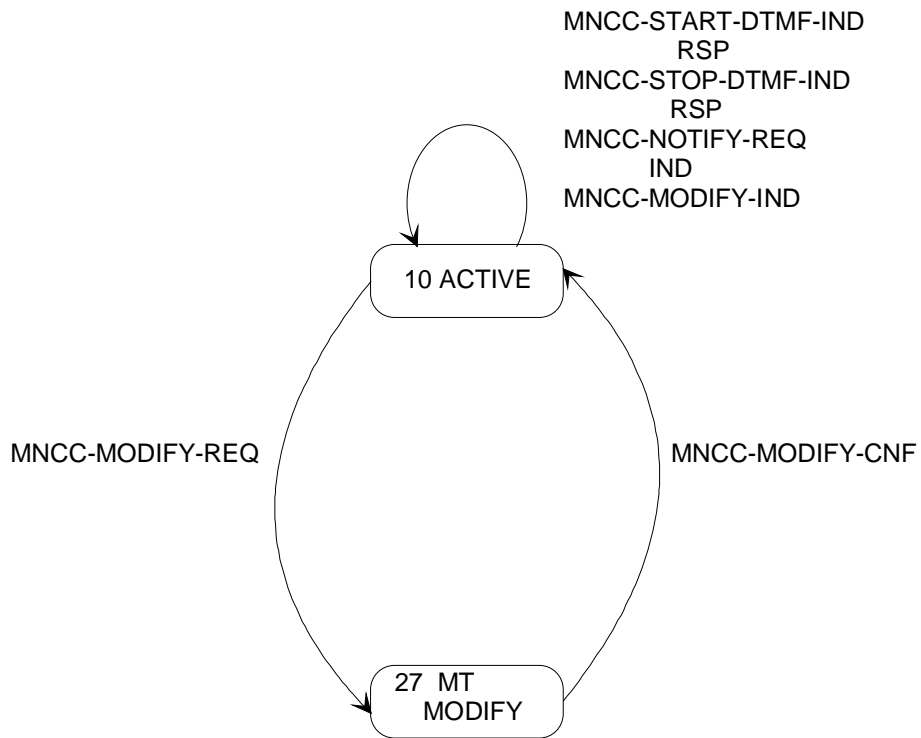 MNCC-START-DTMF-IND
RSP
MNCC-STOP-DTMF-IND
RSP
MNCC-NOTIFY-REQ
IND
MNCC-MODIFY-IND
10 ACTIVE
MNCC-MODIFY-REQ
MNCC-MODIFY-CNF
27 MT
MODIFY